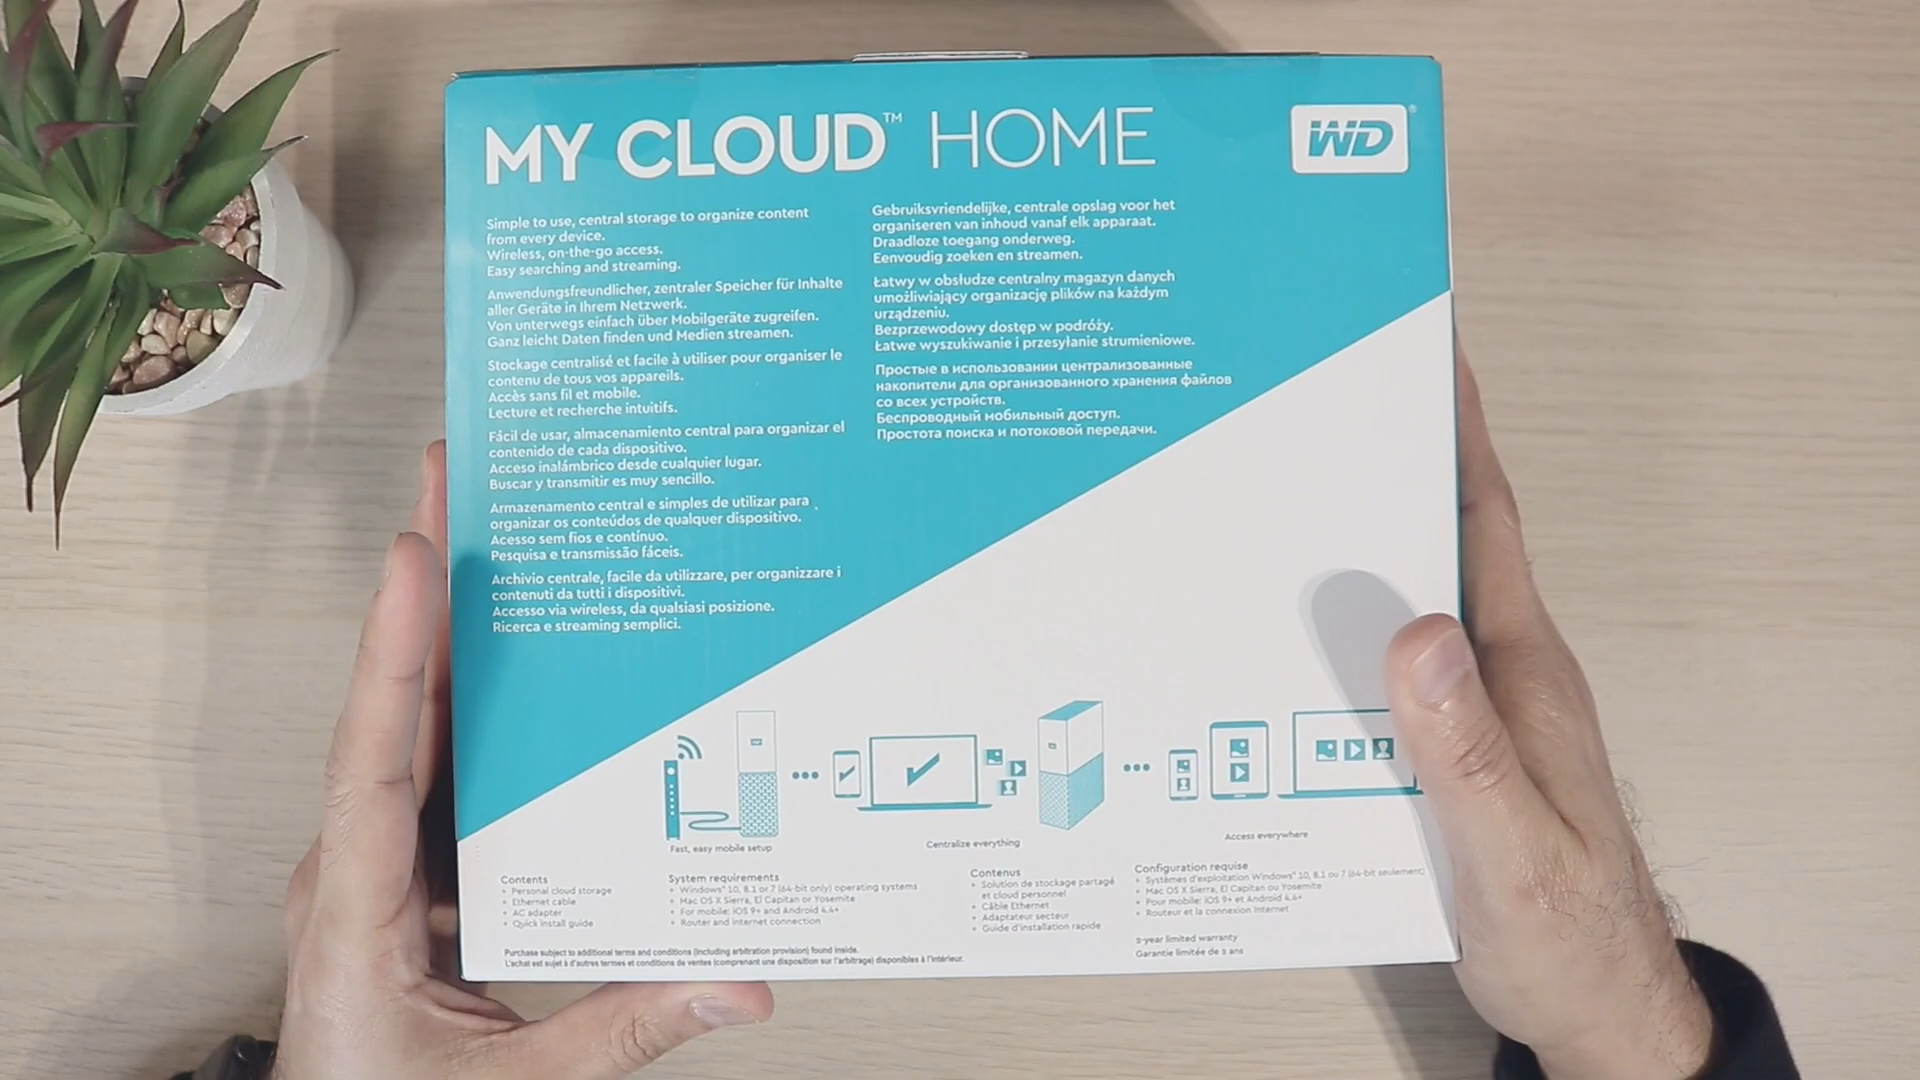 MY CLOUD™ HOME
WD®
Simple to use, central storage to organize content
from every device.
Wireless, on-the-go access.
Easy searching and streaming.
Anwendungsfreundlicher, zentraler Speicher für Inhalte
aller Geräte in Ihrem Netzwerk.
Von unterwegs einfach über Mobilgeräte zugreifen.
Ganz leicht Daten finden und Medien streamen.
Stockage centralisé et facile à utiliser pour organiser le
contenu de tous vos appareils.
Accès sans fil et mobile.
Lecture et recherche intuitifs.
Fácil de usar, almacenamiento central para organizar el
contenido de cada dispositivo.
Acceso inalámbrico desde cualquier lugar.
Buscar y transmitir es muy sencillo.
Armazenamento central e simples de utilizar para
organizar os conteúdos de qualquer dispositivo.
Acesso sem fios e contínuo.
Pesquisa e transmissão fáceis.
Archivio centrale, facile da utilizzare, per organizzare i
contenuti da tutti i dispositivi.
Accesso via wireless, da qualsiasi posizione.
Ricerca e streaming semplici.
Gebruiksvriendelijke, centrale opslag voor het
organiseren van inhoud vanaf elk apparaat.
Draadloze toegang onderweg.
Eenvoudig zoeken en streamen.
Łatwy w obsłudze centralny magazyn danych
umożliwiający organizację plików na każdym
urządzeniu.
Bezprzewodowy dostęp w podróży.
Łatwe wyszukiwanie i przesyłanie strumieniowe.
Простые в использовании централизованные
накопители для организованного хранения файлов
со всех устройств.
Беспроводный мобильный доступ.
Простота поиска и потоковой передачи.
Fast, easy mobile setup
Centralize everything
Access everywhere
Contents
• Personal cloud storage
• Ethernet cable
• AC adapter
• Quick install guide
System requirements
• Windows® 10, 8.1 or 7 (64-bit only) operating systems
• Mac OS X Sierra, El Capitan or Yosemite
• For mobile: iOS 9+ and Android 4.4+
• Router and internet connection
Contenus
• Solution de stockage partagé
et cloud personnel
• Câble Ethernet
• Adaptateur secteur
• Guide d'installation rapide
Configuration requise
• Systèmes d'exploitation Windows® 10, 8.1 ou 7 (64-bit seulement)
• Mac OS X Sierra, El Capitan ou Yosemite
• Pour mobile: iOS 9+ et Android 4.4+
• Routeur et la connexion Internet
2-year limited warranty
Garantie limitée de 2 ans
Purchase subject to additional terms and conditions (including arbitration provision) found inside.
L'achat est sujet à d'autres termes et conditions de ventes (comprenant une disposition sur l'arbitrage) disponibles à l'intérieur.